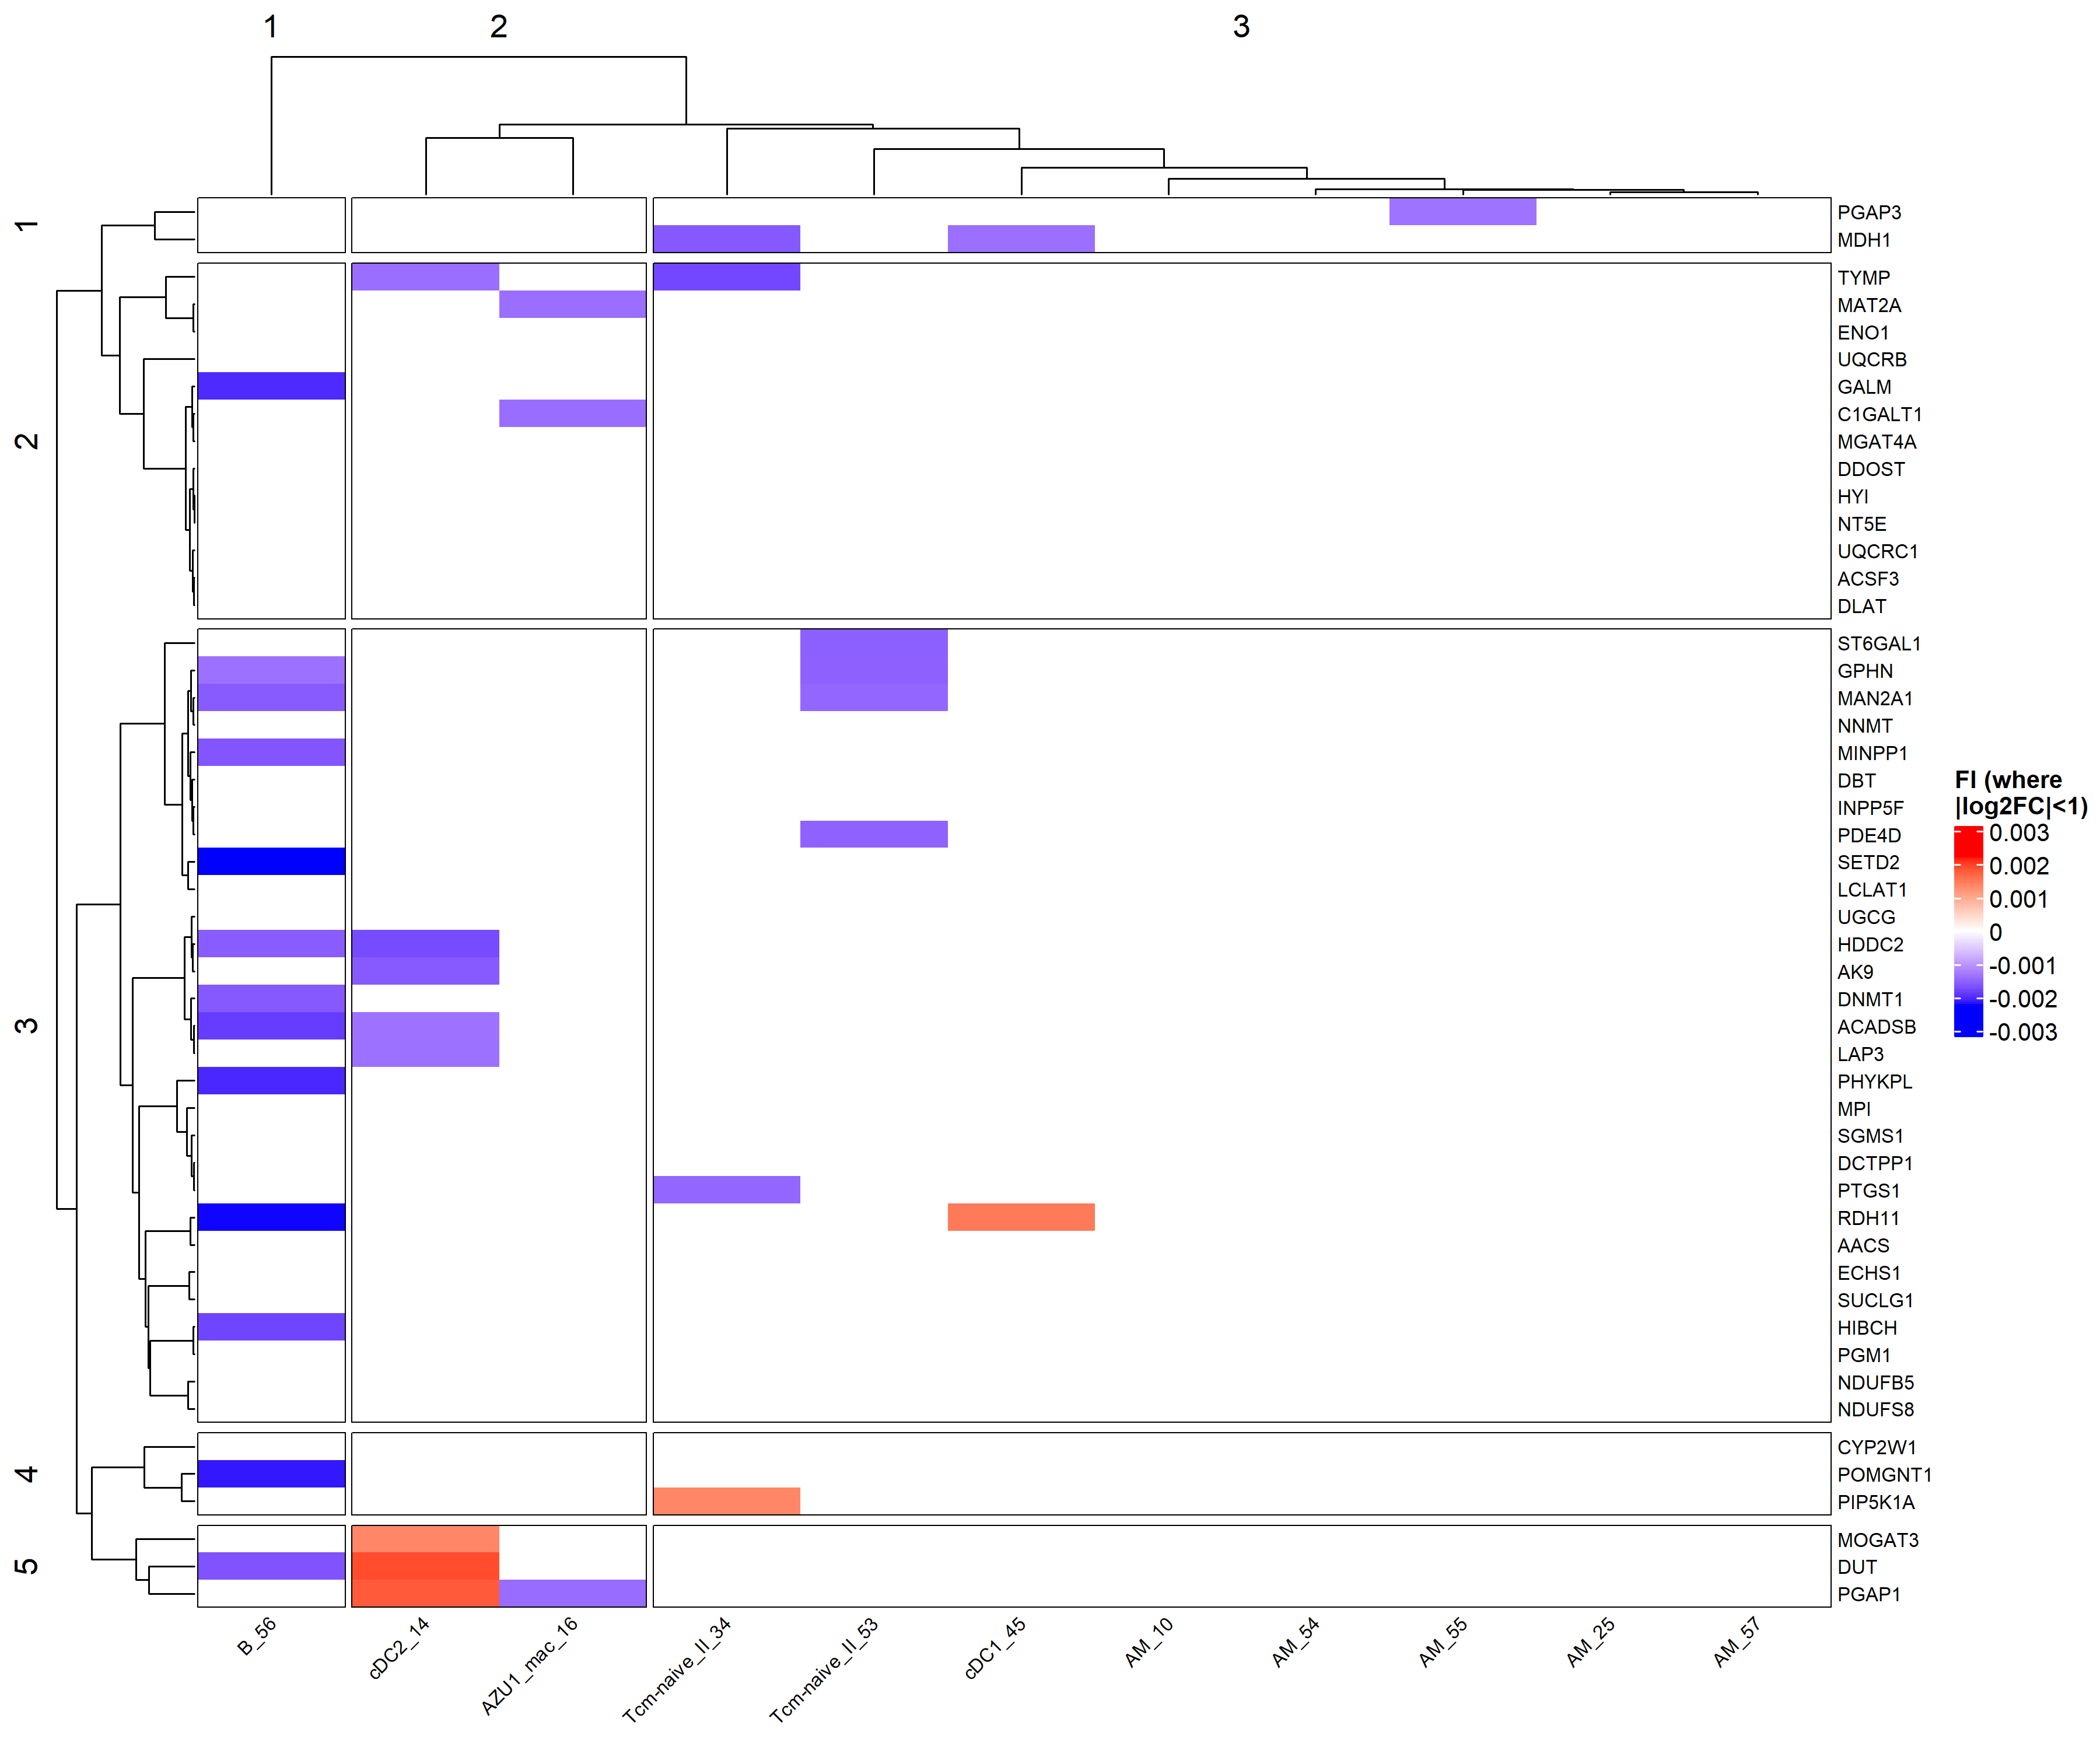 1
2
3
1
2
3
4
5
PGAP3
MDH1
TYMP
MAT2A
ENO1
UQCRB
GALM
C1GALT1
MGAT4A
DDOST
HYI
NT5E
UQCRC1
ACSF3
DLAT
ST6GAL1
GPHN
MAN2A1
NNMT
MINPP1
DBT
INPP5F
PDE4D
SETD2
LCLAT1
UGCG
HDDC2
AK9
DNMT1
ACADSB
LAP3
PHYKPL
MPI
SGMS1
DCTPP1
PTGS1
RDH11
AACS
ECHS1
SUCLG1
HIBCH
PGM1
NDUFB5
NDUFS8
CYP2W1
POMGNT1
PIP5K1A
MOGAT3
DUT
PGAP1
B_56
cDC2_14
AZU1_mac_16
Tcm-naive_II_34
Tcm-naive_II_53
cDC1_45
AM_10
AM_54
AM_55
AM_25
AM_57
FI (where
|log2FC|<1)
0.003
0.002
0.001
0
-0.001
-0.002
-0.003